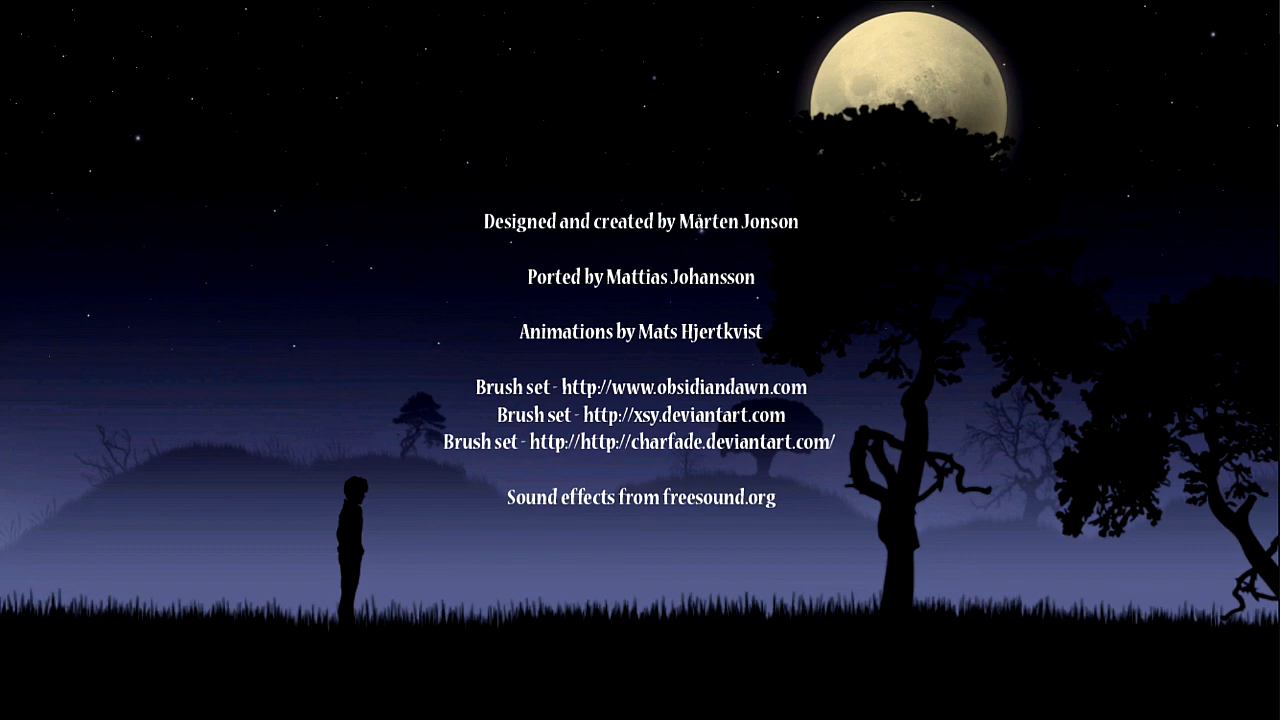 Designed and created by Mårten Jonson
Ported by Mattias Johansson
Animations by Mats Hjertkvist
Brush set - http://www.obsidiandawn.com
Brush set - http://xsy.deviantart.com
Brush set - http://http://charfade.deviantart.com/
Sound effects from freesound.org